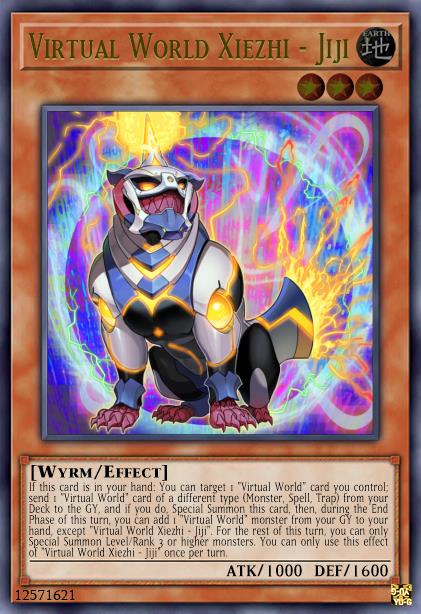 Virtual World Xiezhi - Jiji
EARTH
地
[Wyrm/Effect]
If this card is in your hand: You can target 1 "Virtual World" card you control;
send 1 "Virtual World" card of a different type (Monster, Spell, Trap) from your
Deck to the GY, and if you do, Special Summon this card, then, during the End
Phase of this turn, you can add 1 "Virtual World" monster from your GY to your
hand, except "Virtual World Xiezhi - Jiji". For the rest of this turn, you can only
Special Summon Level/Rank 3 or higher monsters. You can only use this effect
of "Virtual World Xiezhi - Jiji" once per turn.
ATK/1000 DEF/1600
12571621